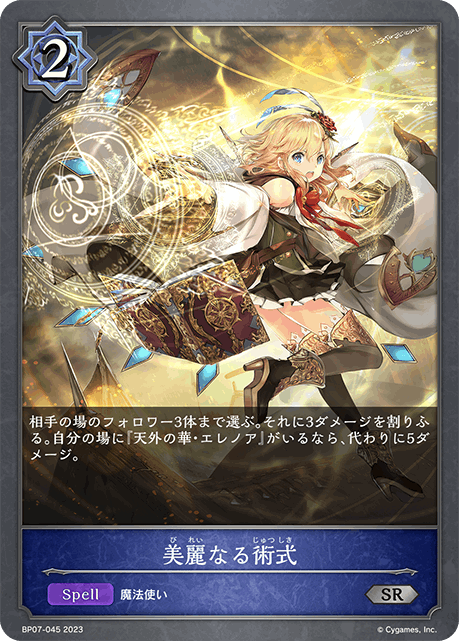 2
相手の場のフォロワー3体まで選ぶ。それに3ダメージを割りふ
る。自分の場に『天外の華・エレノア』がいるなら、代わりに5ダ
メージ。
び れい じゅつ しき
美麗なる術式
Spell 魔法使い SR
BP07-045 2023 © Cygames, Inc.